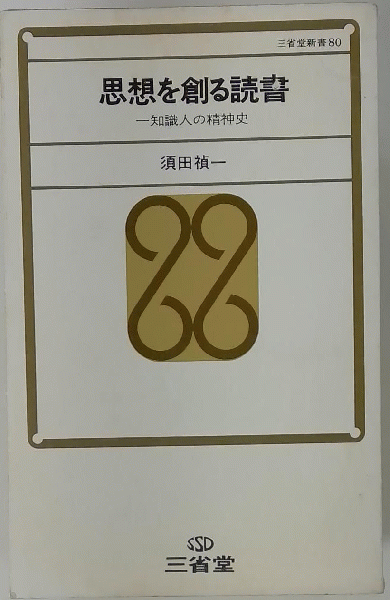 三省堂新書80
思想を創る読書
―知識人の精神史
須田禎一
SSD
三省堂